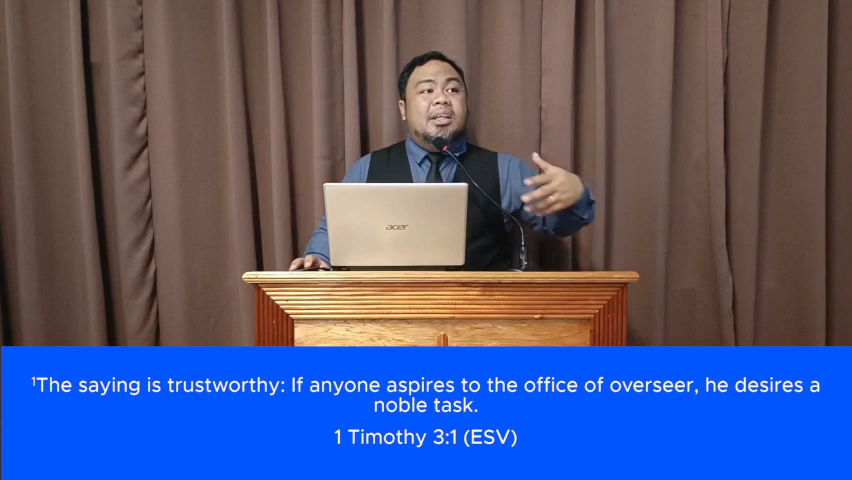 acer
¹The saying is trustworthy: If anyone aspires to the office of overseer, he desires a
noble task.
1 Timothy 3:1 (ESV)